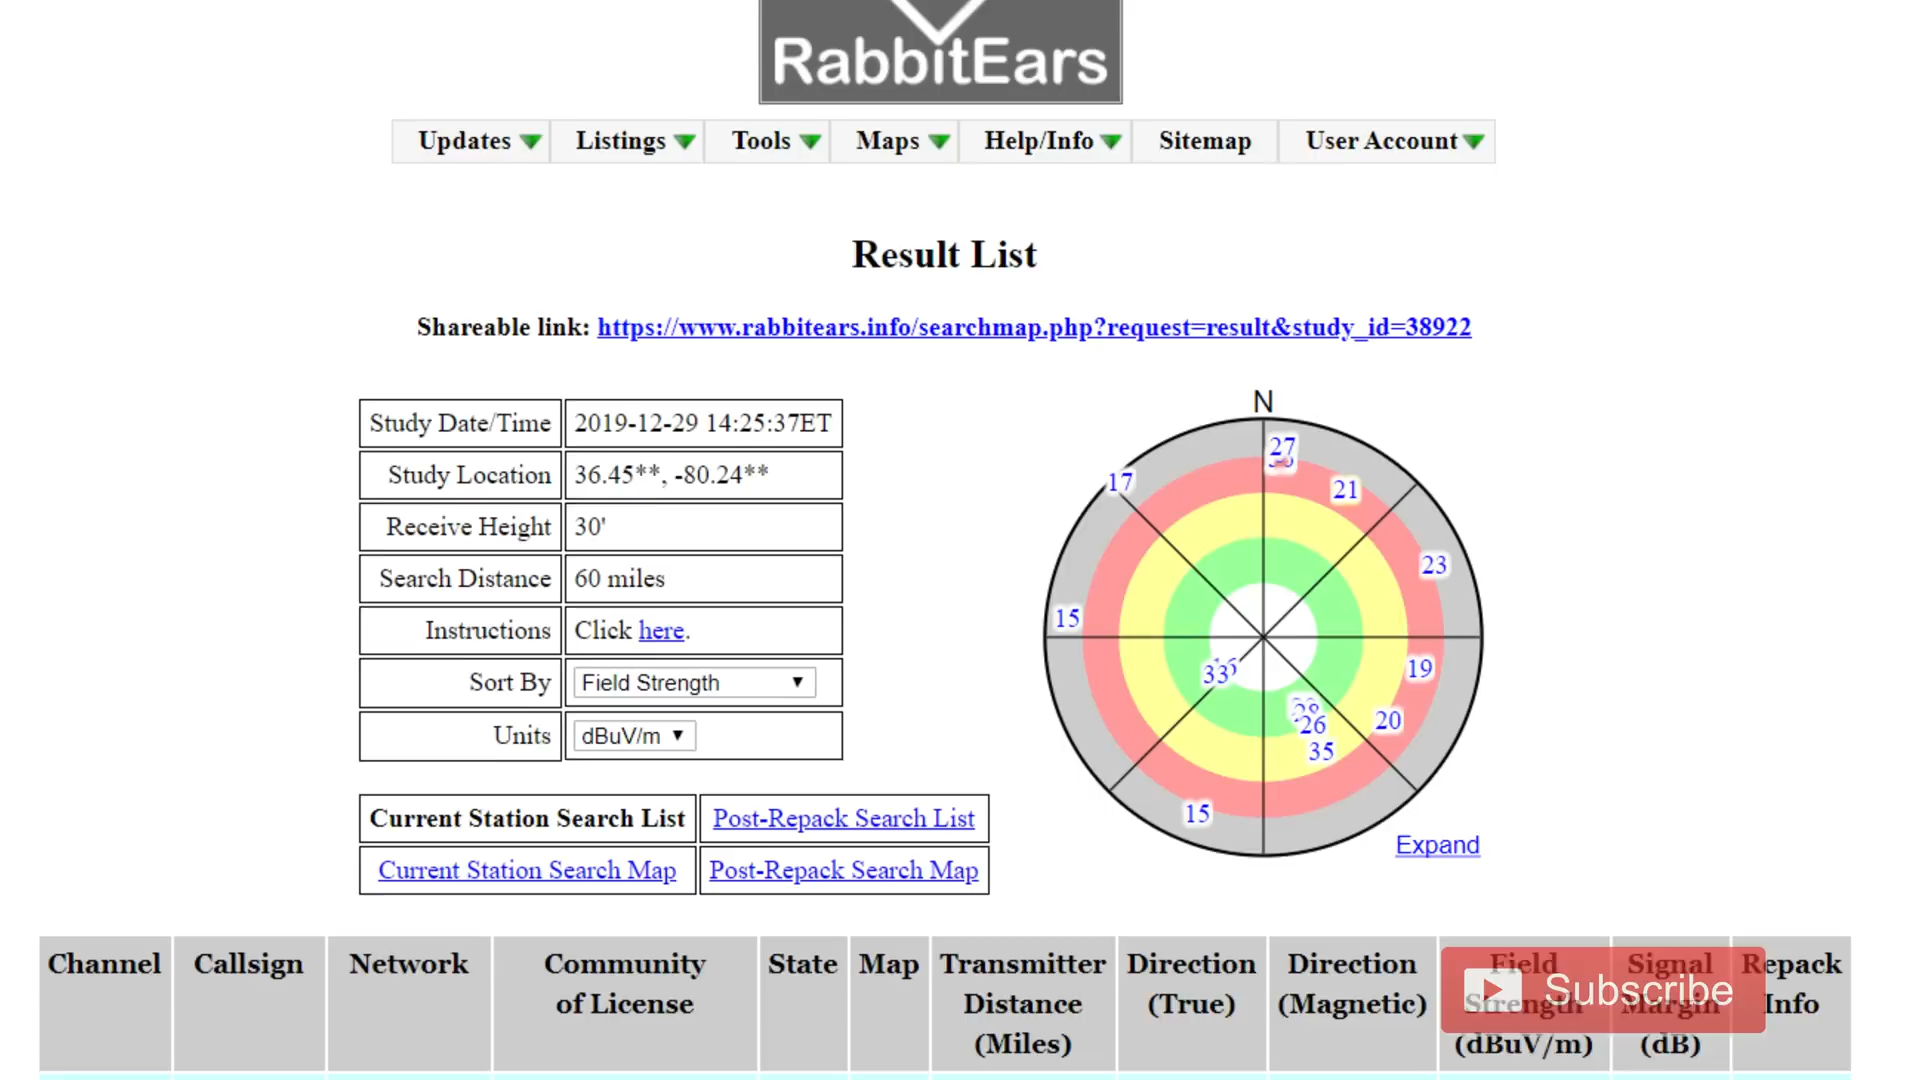 RabbitEars
Updates Listings Tools Maps Help/Info Sitemap User Account
Result List
Shareable link: https://www.rabbitears.info/searchmap.php?request=result&study_id=38922
Study Date/Time 2019-12-29 14:25:37ET
Study Location 36.45**, -80.24**
Receive Height 30'
Search Distance 60 miles
Instructions Click here.
Sort By Field Strength
Units dBuV/m
Current Station Search List Post-Repack Search List
Current Station Search Map Post-Repack Search Map
N
27
17
21
23
15
33
19
28
26
20
35
15
Expand
Channel Callsign Network Community of License State Map Transmitter Distance (Miles) Direction (True) Direction (Magnetic) Field Strength (dBuV/m) Signal Margin (dB) Repack Info
Subscribe